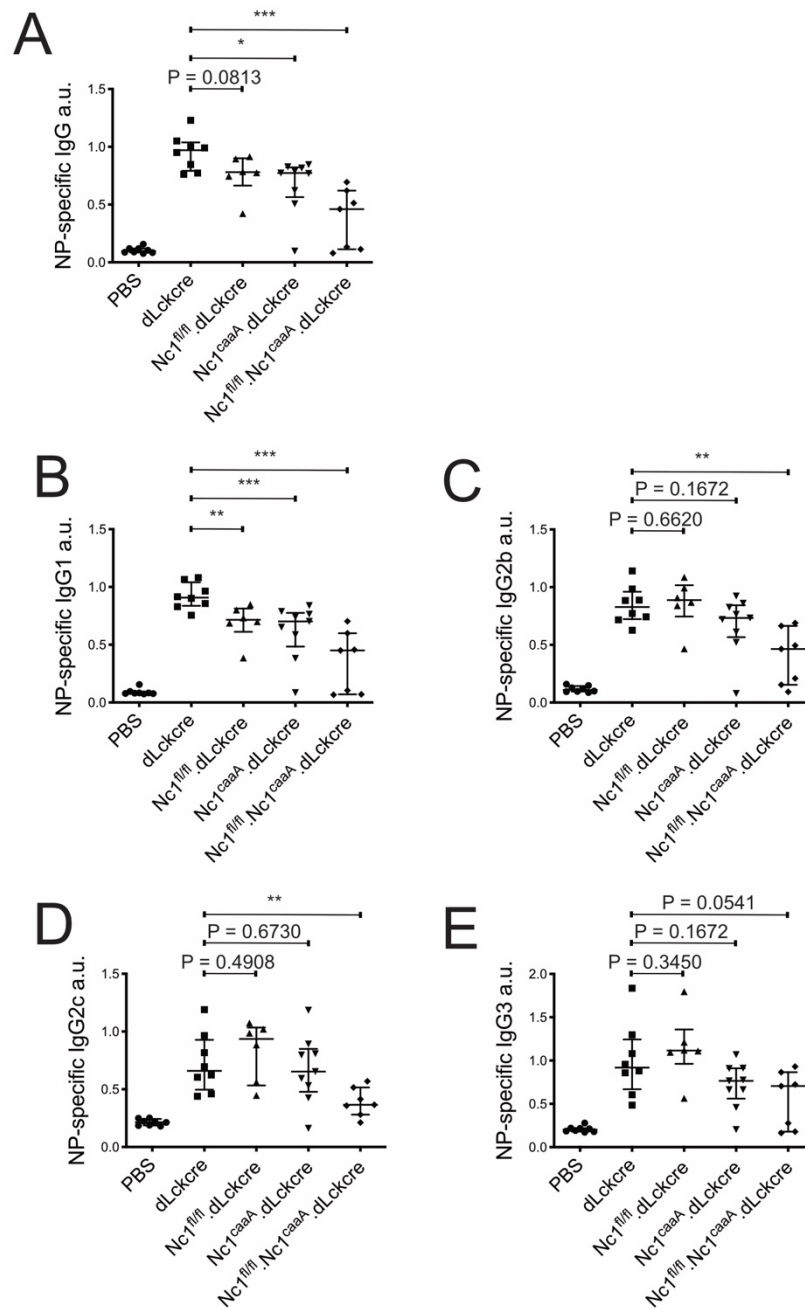 A
***
*
P = 0.0813
NP-specific IgG a.u.
1.5
1.0
0.5
0.0
PBS
dLckcre
Nc1fl/fl.dLckcre
Nc1caaA.dLckcre
Nc1fl/fl.Nc1caaA.dLckcre
B
***
***
**
NP-specific IgG1 a.u.
1.5
1.0
0.5
0.0
PBS
dLckcre
Nc1fl/fl.dLckcre
Nc1caaA.dLckcre
Nc1fl/fl.Nc1caaA.dLckcre
C
**
P = 0.1672
P = 0.6620
NP-specific IgG2b a.u.
1.5
1.0
0.5
0.0
PBS
dLckcre
Nc1fl/fl.dLckcre
Nc1caaA.dLckcre
Nc1fl/fl.Nc1caaA.dLckcre
D
**
P = 0.6730
P = 0.4908
NP-specific IgG2c a.u.
1.5
1.0
0.5
0.0
PBS
dLckcre
Nc1fl/fl.dLckcre
Nc1caaA.dLckcre
Nc1fl/fl.Nc1caaA.dLckcre
E
P = 0.0541
P = 0.1672
P = 0.3450
NP-specific IgG3 a.u.
2.0
1.5
1.0
0.5
0.0
PBS
dLckcre
Nc1fl/fl.dLckcre
Nc1caaA.dLckcre
Nc1fl/fl.Nc1caaA.dLckcre